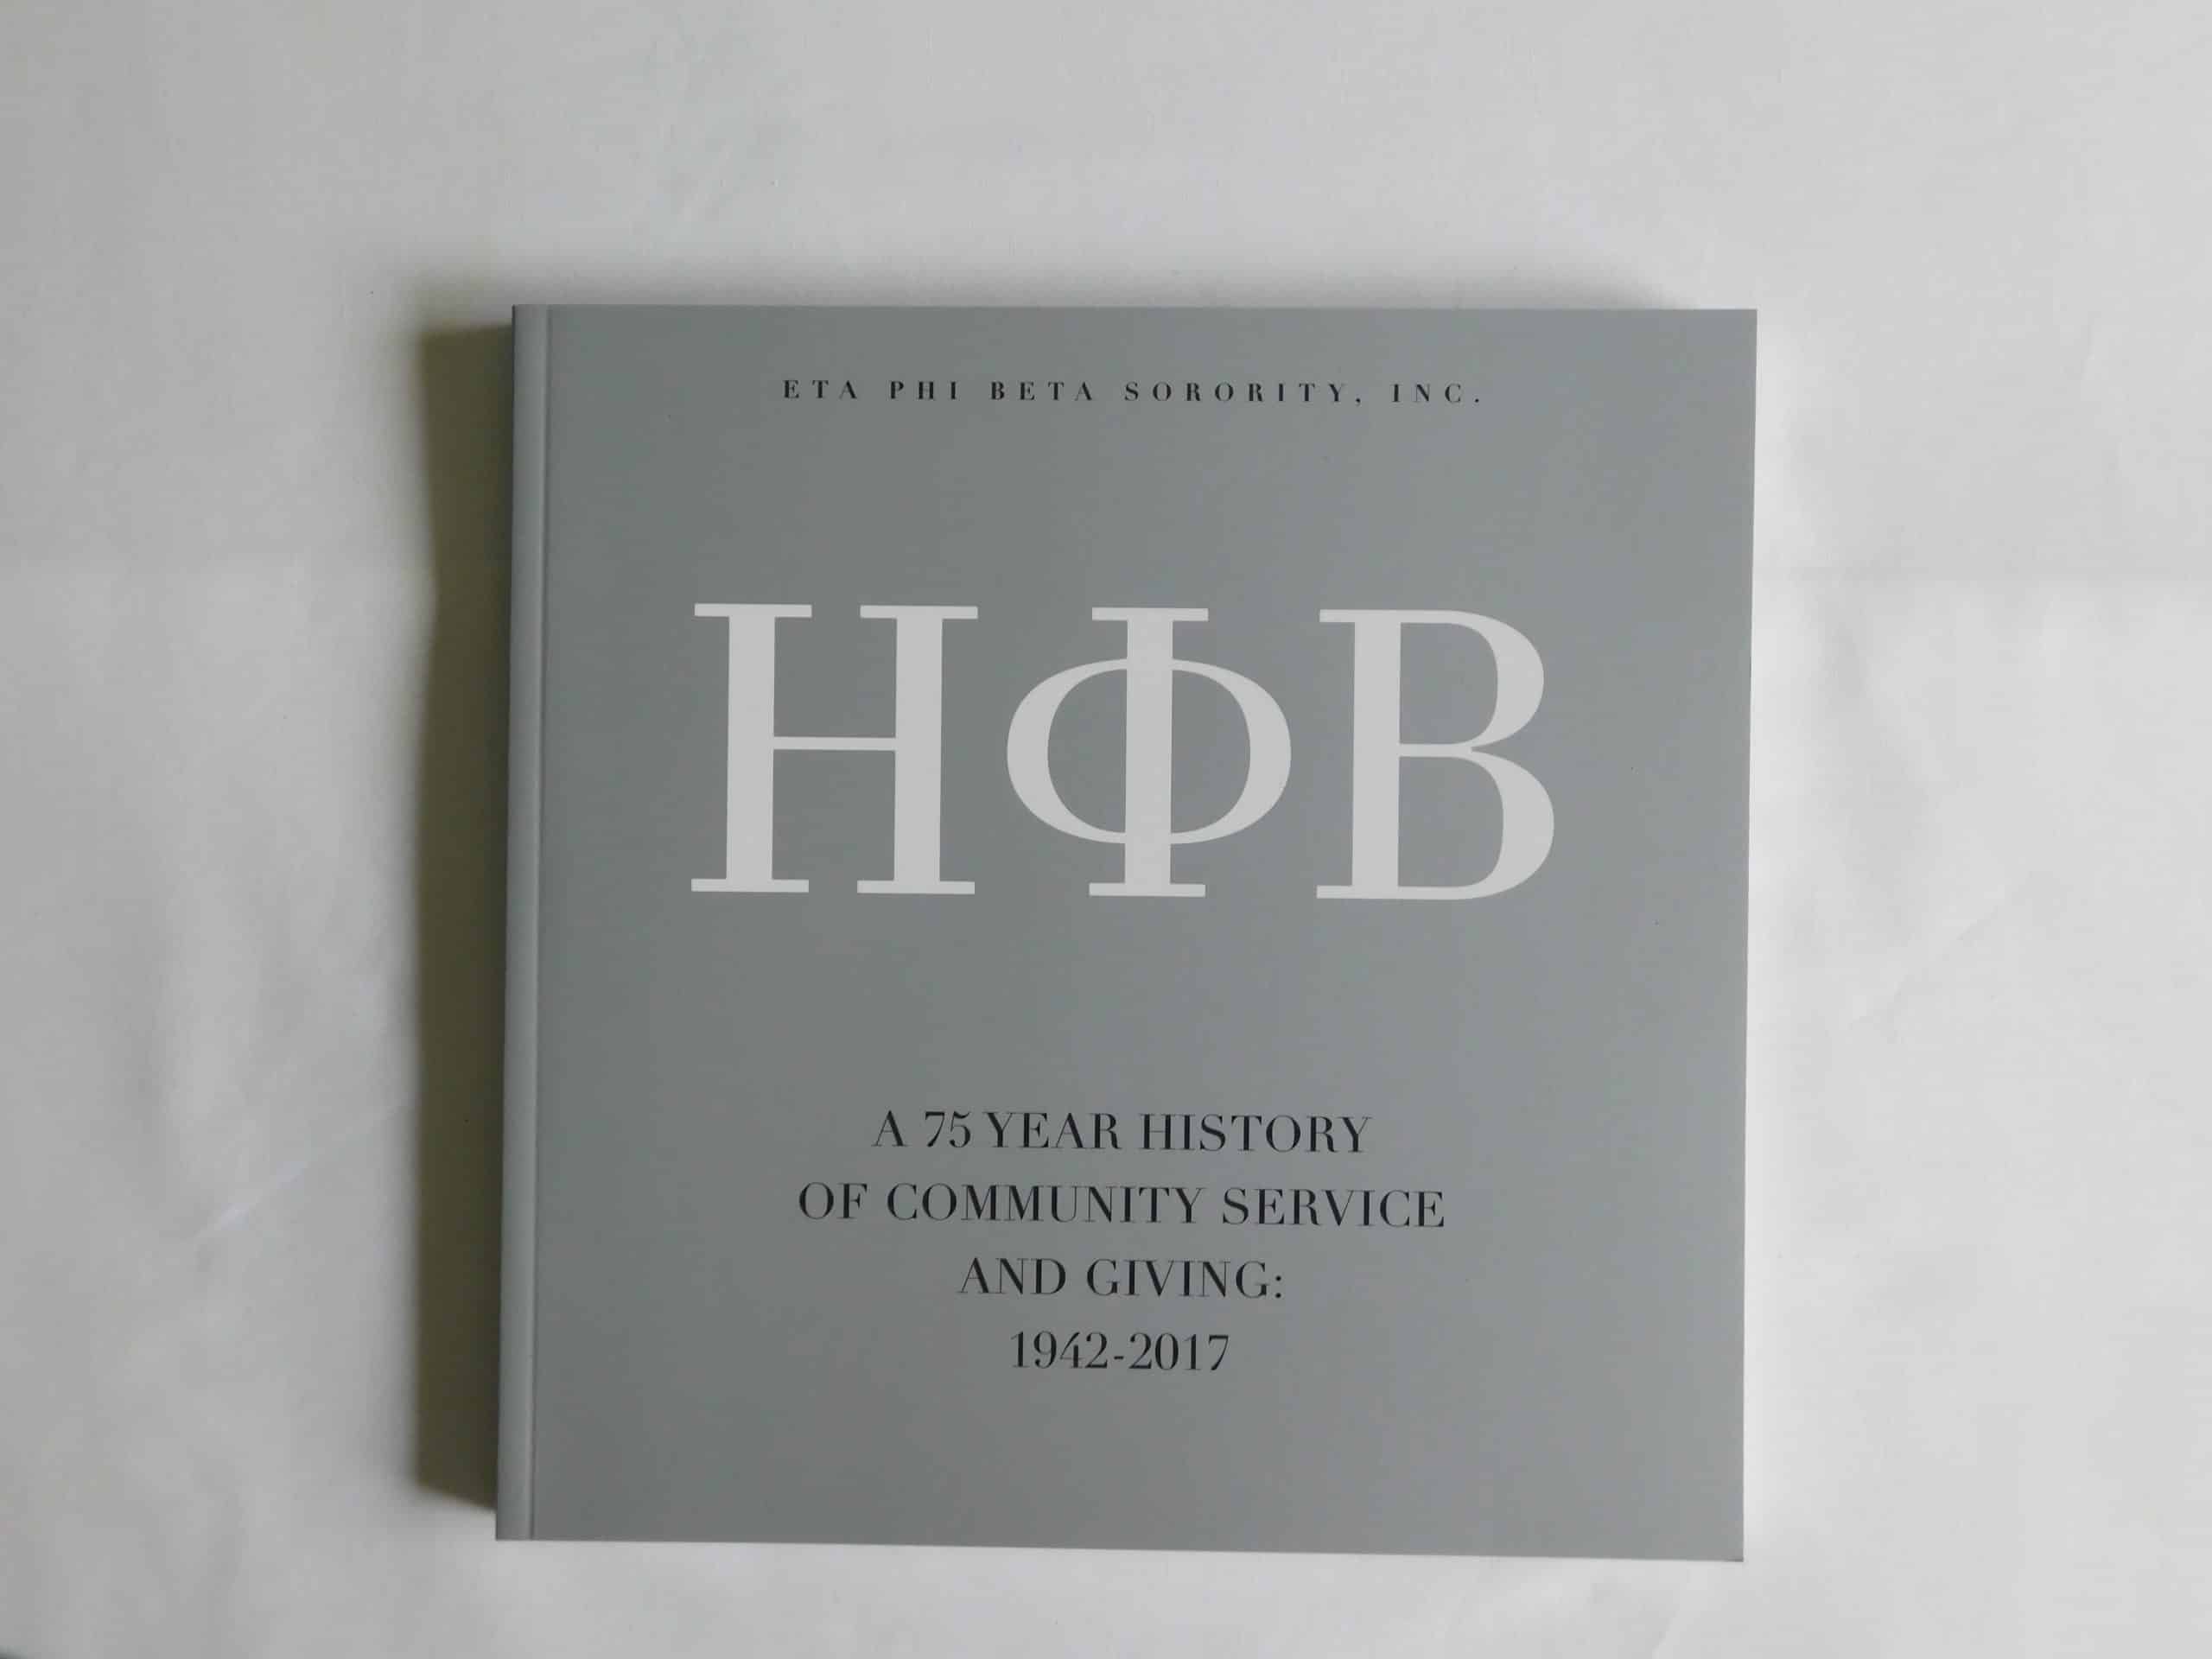 ETA PHI BETA SORORITY, INC.
ΗΦΒ
A 75 YEAR HISTORY
OF COMMUNITY SERVICE
AND GIVING:
1942-2017